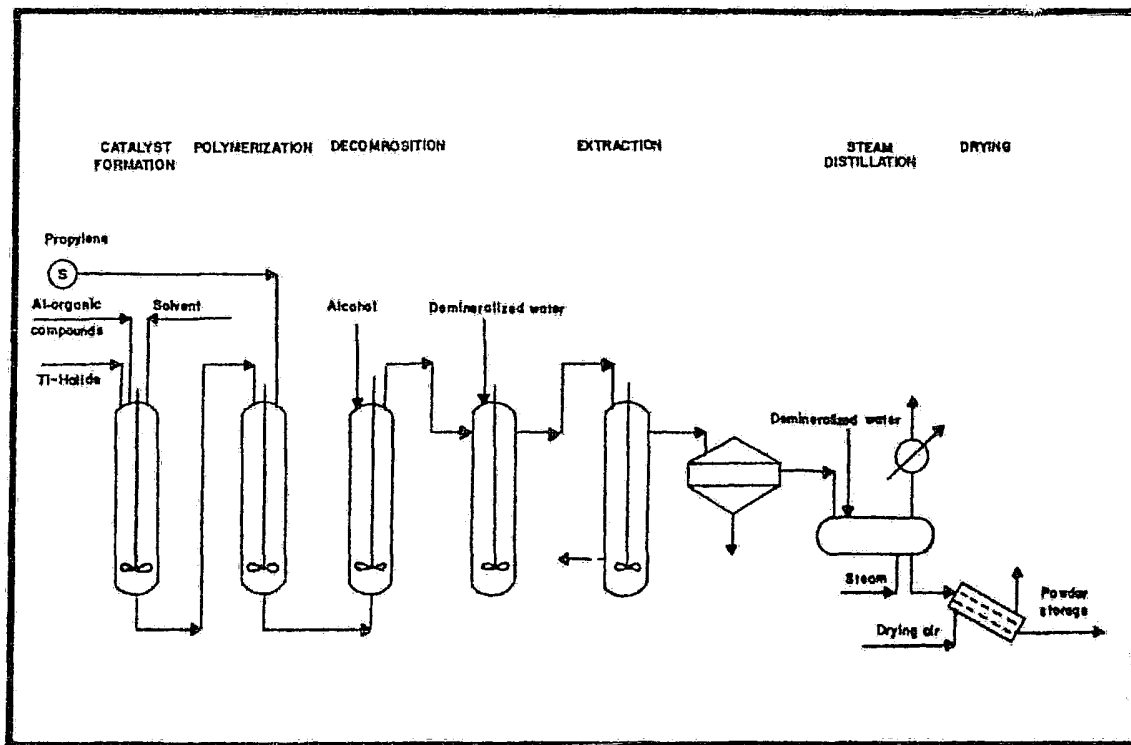 CATALYST
FORMATION
POLYMERIZATION
DECOMPOSITION
EXTRACTION
STEAM
DISTILLATION
DRYING
Propylene
S
Al-organic
compounds
Solvent
Ti-Halide
Alcohol
Demineralized water
Demineralized water
Steam
Drying air
Powder
storage